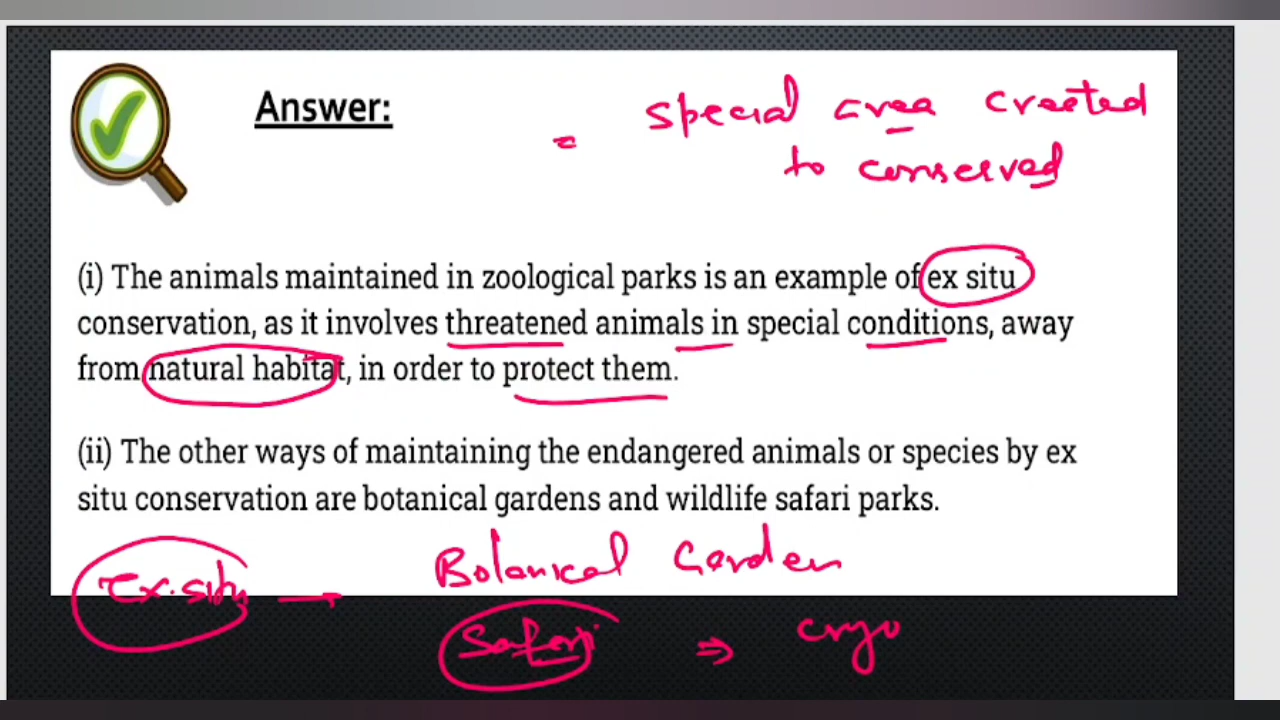 Answer:
= special area created
to conserved
(i) The animals maintained in zoological parks is an example of ex situ
conservation, as it involves threatened animals in special conditions, away
from natural habitat, in order to protect them.
(ii) The other ways of maintaining the endangered animals or species by ex
situ conservation are botanical gardens and wildlife safari parks.
Ex.situ → Botanical Garden
Safari ⇒ cryo